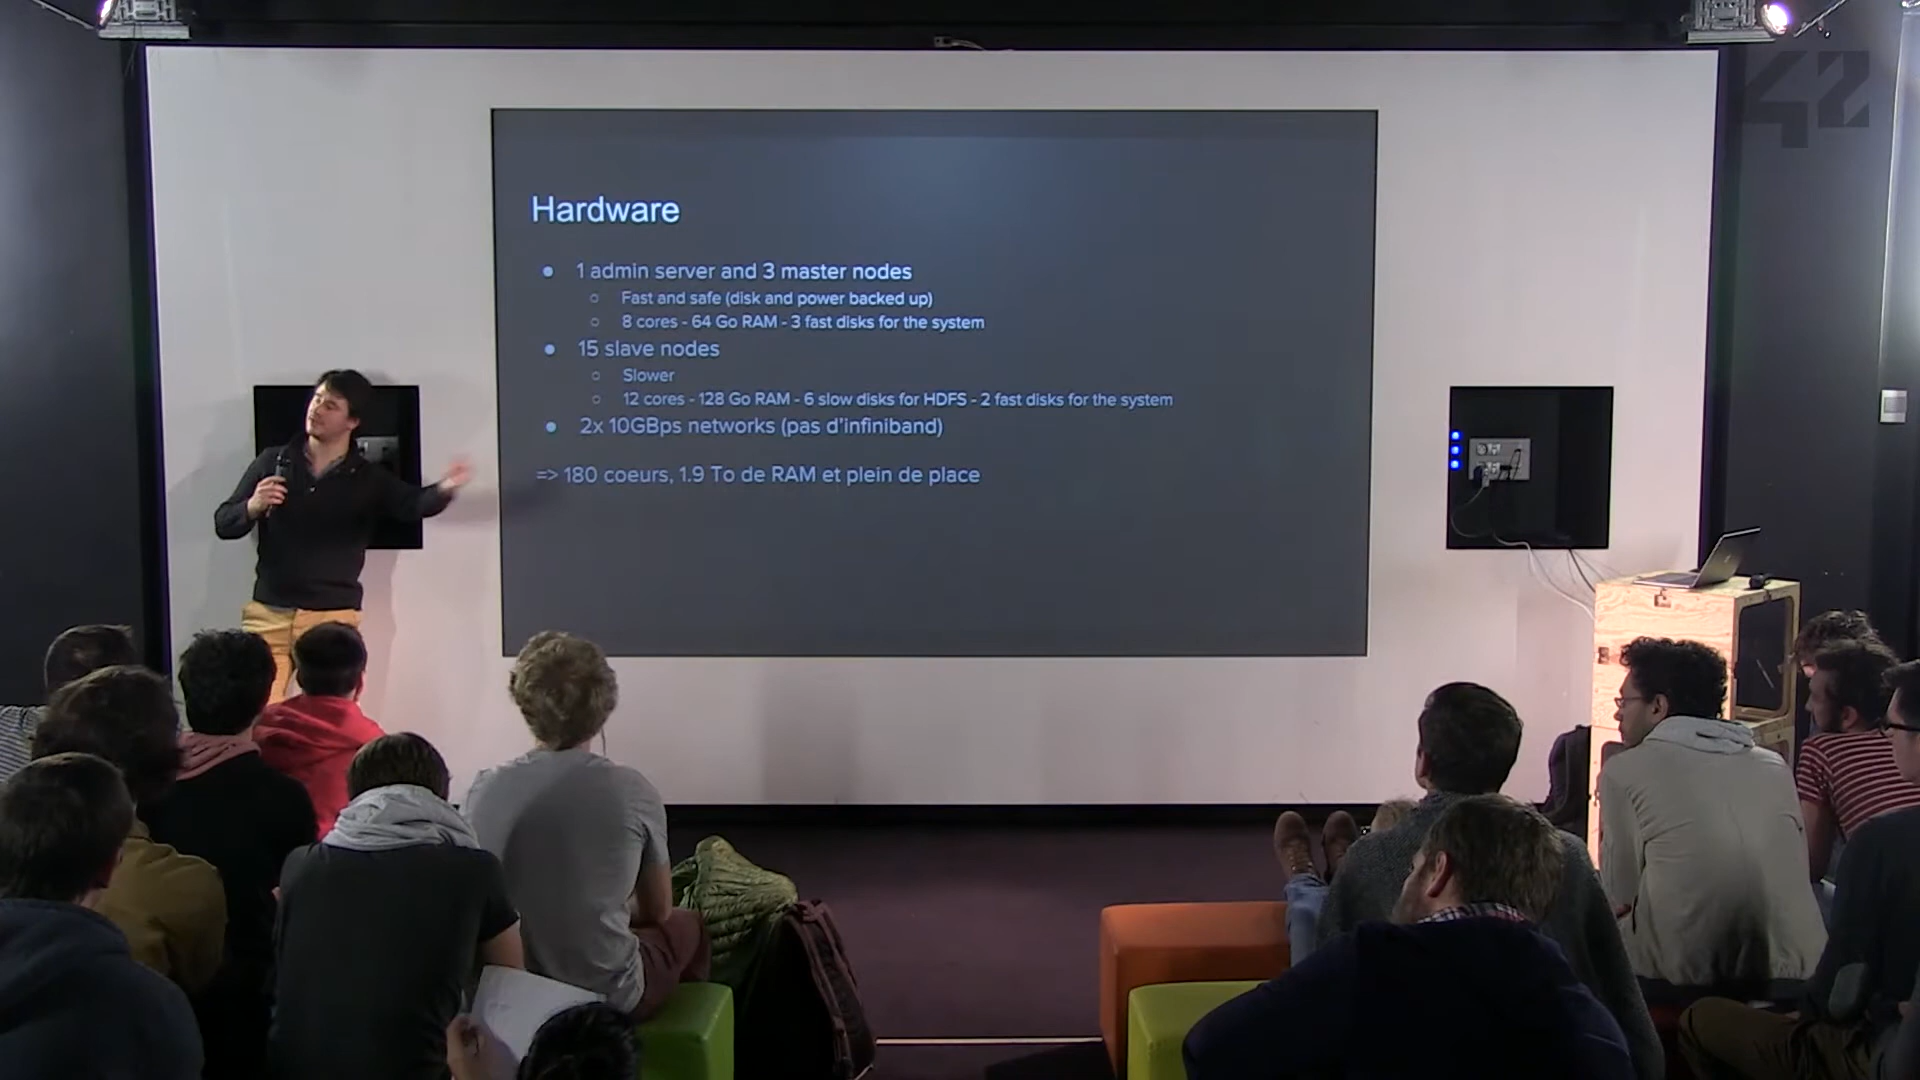 42
Hardware
● 1 admin server and 3 master nodes
○ Fast and safe (disk and power backed up)
○ 8 cores - 64 Go RAM - 3 fast disks for the system
● 15 slave nodes
○ Slower
○ 12 cores - 128 Go RAM - 6 slow disks for HDFS - 2 fast disks for the system
● 2x 10GBps networks (pas d'infiniband)
=> 180 coeurs, 1.9 To de RAM et plein de place